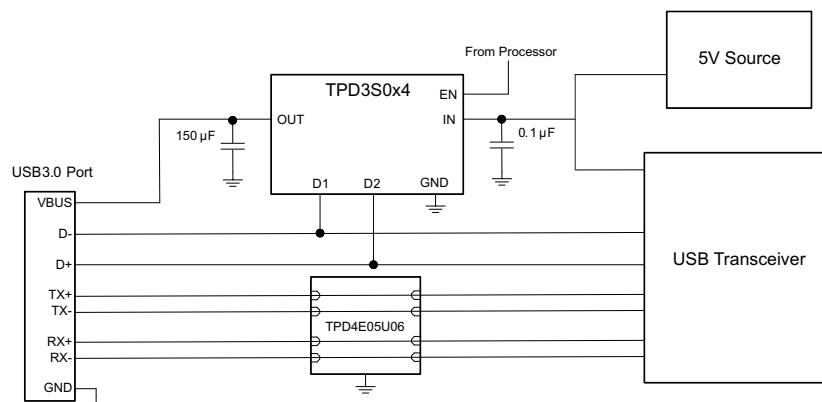 From Processor
5V Source
TPD3S0x4
EN
OUT
IN
150 µF
0.1 µF
USB3.0 Port
D1
D2
GND
VBUS
D-
D+
USB Transceiver
TX+
TX-
TPD4E05U06
RX+
RX-
GND